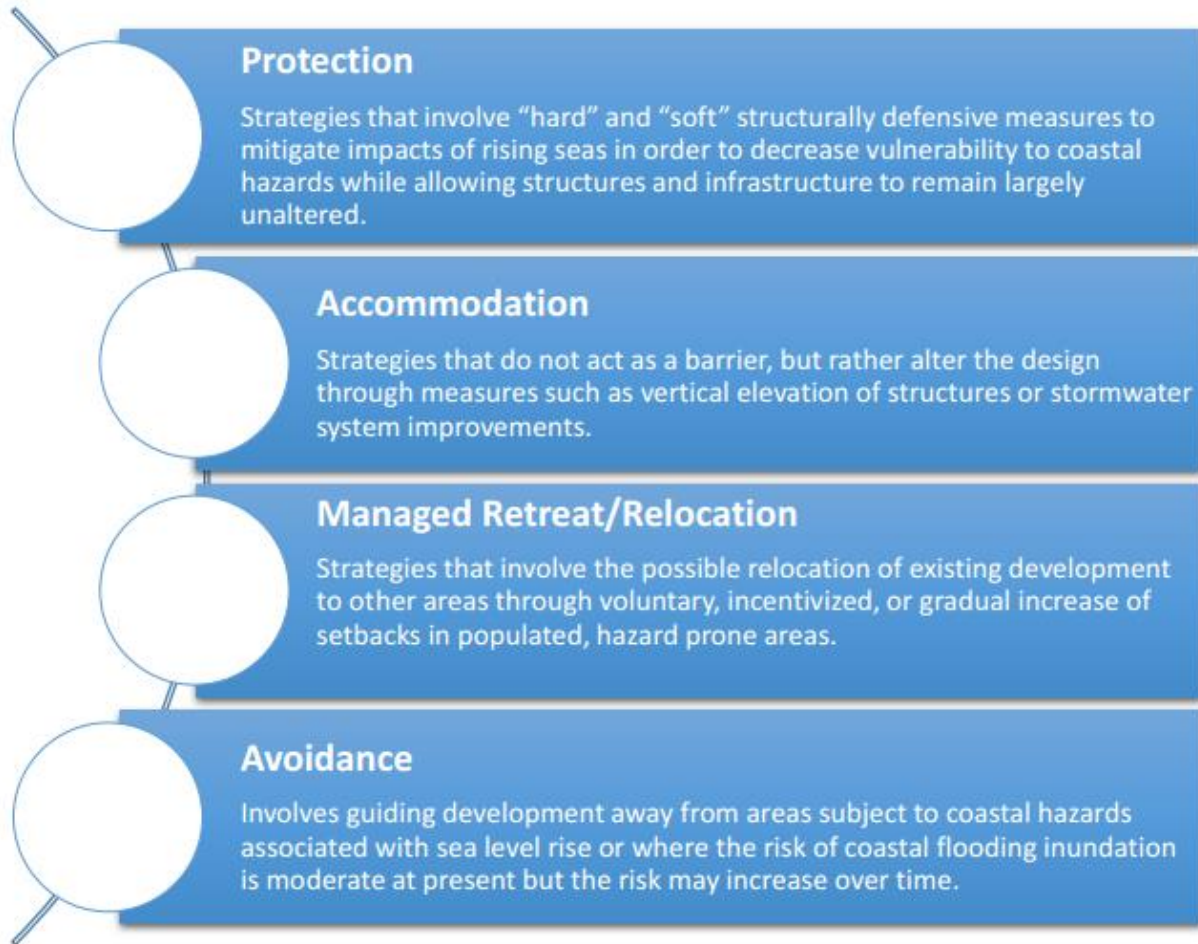 Protection
Strategies that involve “hard” and “soft” structurally defensive measures to
mitigate impacts of rising seas in order to decrease vulnerability to coastal
hazards while allowing structures and infrastructure to remain largely
unaltered.
Accommodation
Strategies that do not act as a barrier, but rather alter the design
through measures such as vertical elevation of structures or stormwater
system improvements.
Managed Retreat/Relocation
Strategies that involve the possible relocation of existing development
to other areas through voluntary, incentivized, or gradual increase of
setbacks in populated, hazard prone areas.
Avoidance
Involves guiding development away from areas subject to coastal hazards
associated with sea level rise or where the risk of coastal flooding inundation
is moderate at present but the risk may increase over time.